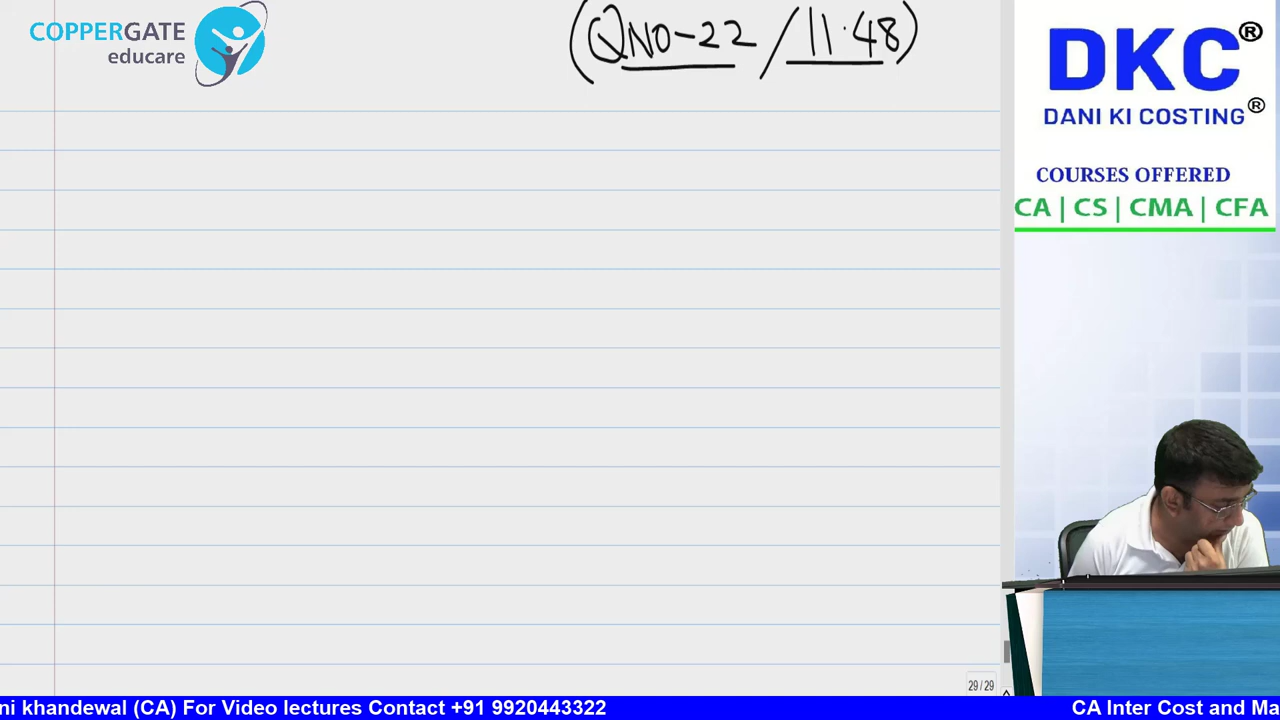 COPPERGATE
educare
(QNO-22 / 11.48)
DKC®
DANI KI COSTING®
COURSES OFFERED
CA | CS | CMA | CFA
29/29
ni khandewal (CA) For Video lectures Contact +91 9920443322
CA Inter Cost and Ma